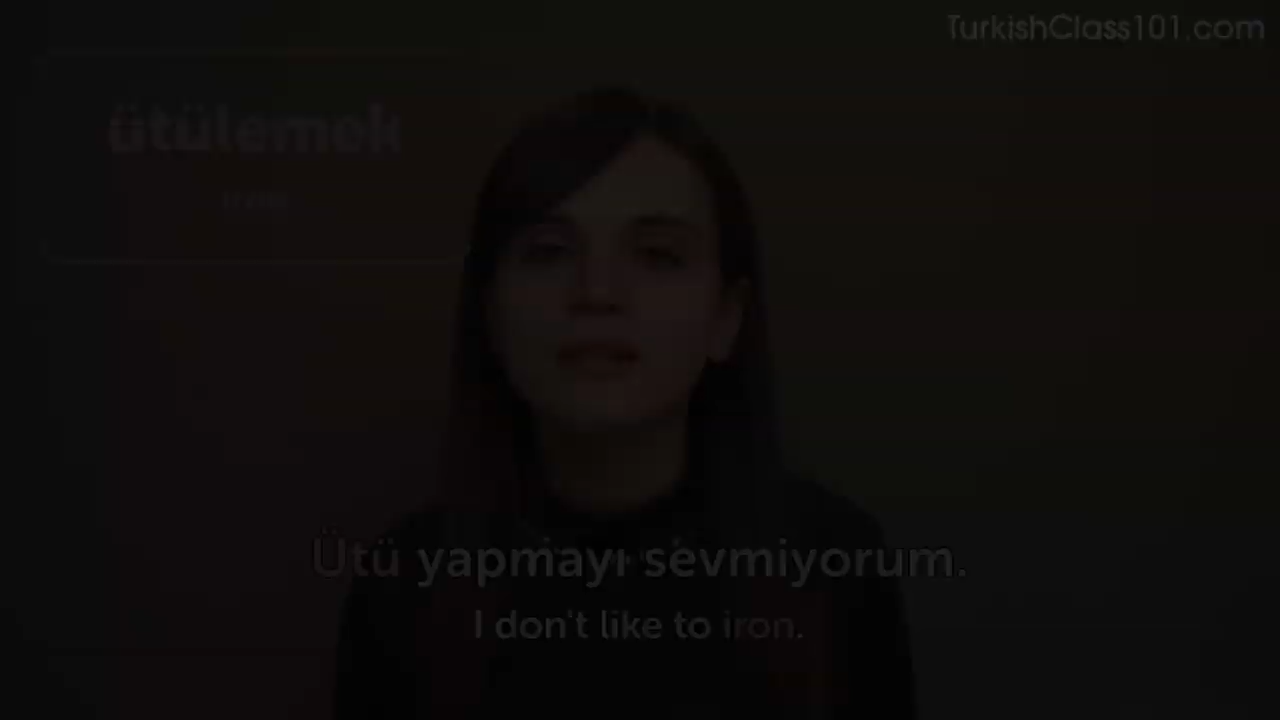 TurkishClass101.com
ütülemek
Ütü yapmayı sevmiyorum.
I don't like to iron.